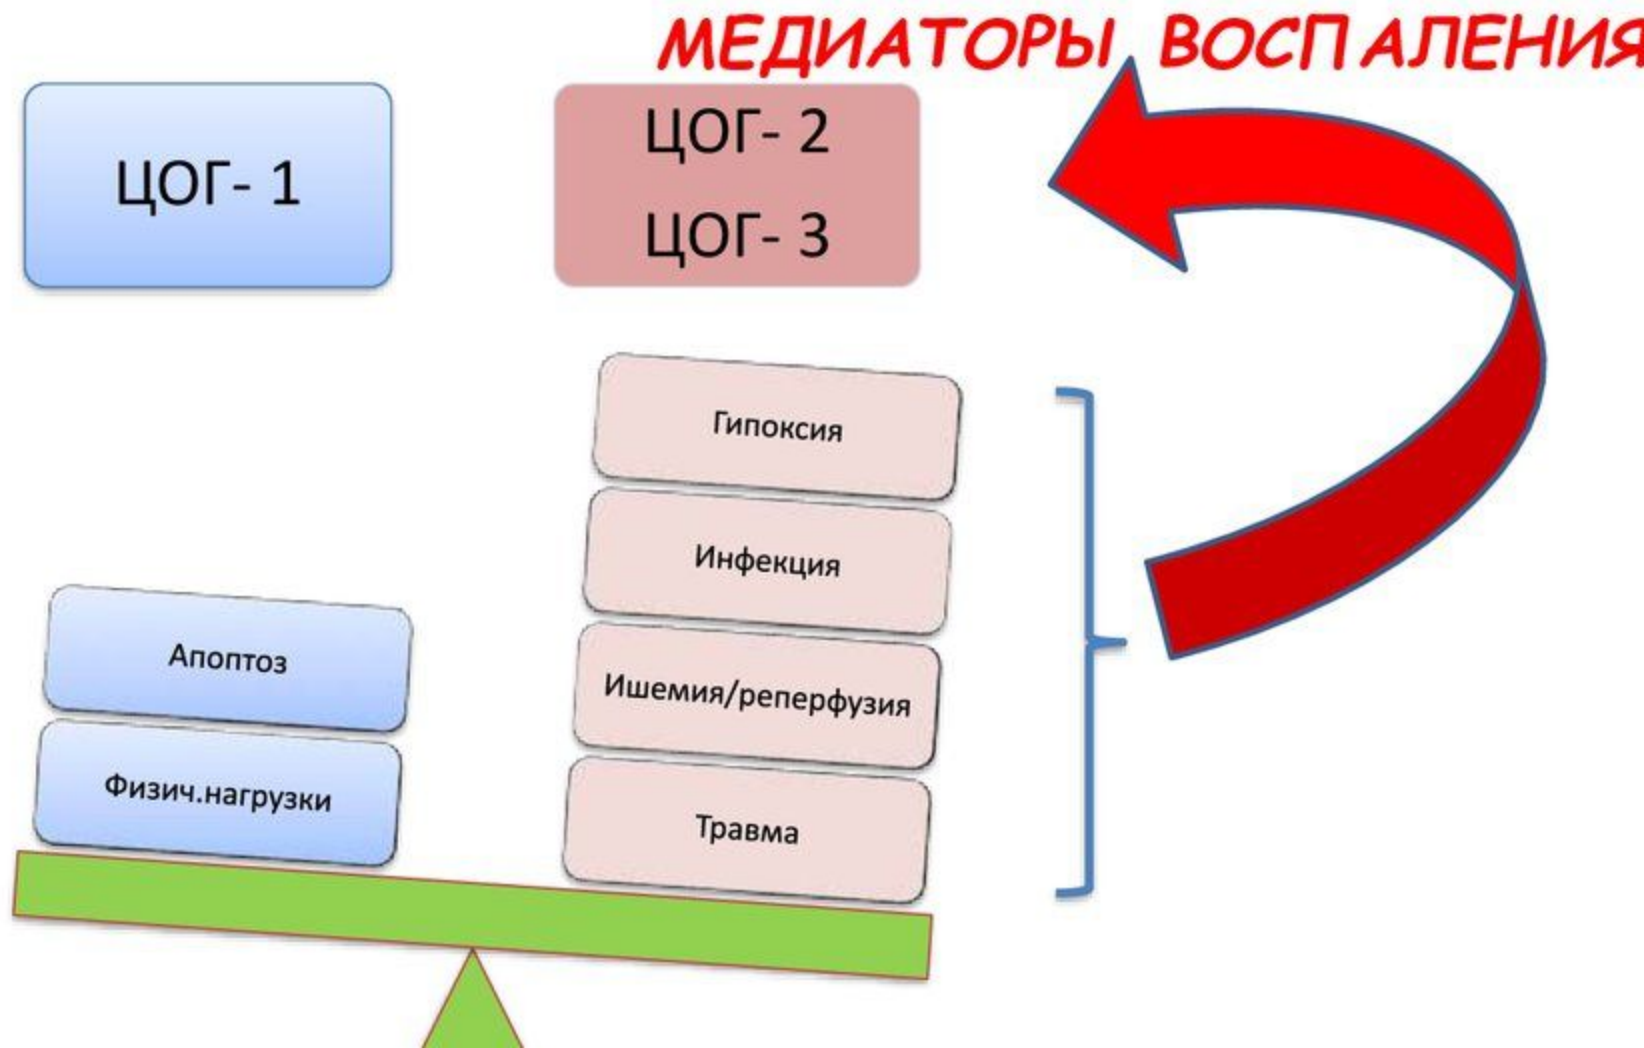 МЕДИАТОРЫ ВОСПАЛЕНИЯ
ЦОГ- 1
ЦОГ- 2
ЦОГ- 3
Гипоксия
Инфекция
Ишемия/реперфузия
Травма
Апоптоз
Физич.нагрузки